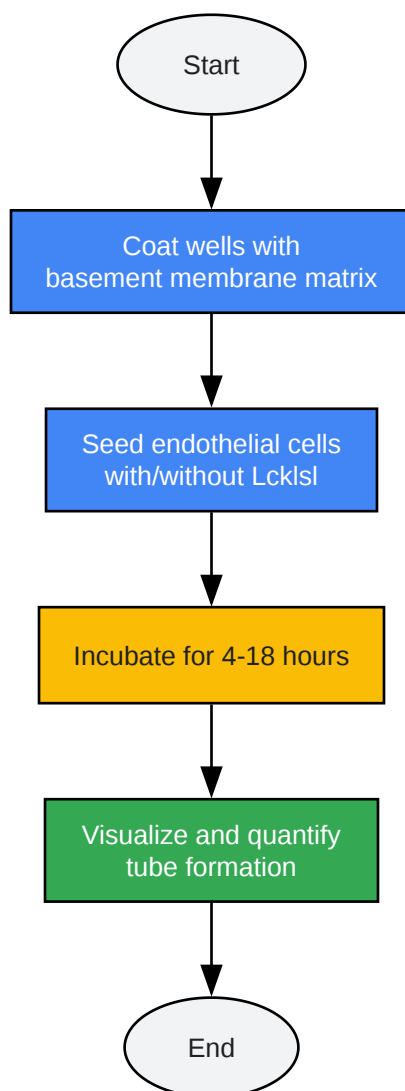 Start
Coat wells with
basement membrane matrix
Seed endothelial cells
with/without Lcklsl
Incubate for 4-18 hours
Visualize and quantify
tube formation
End